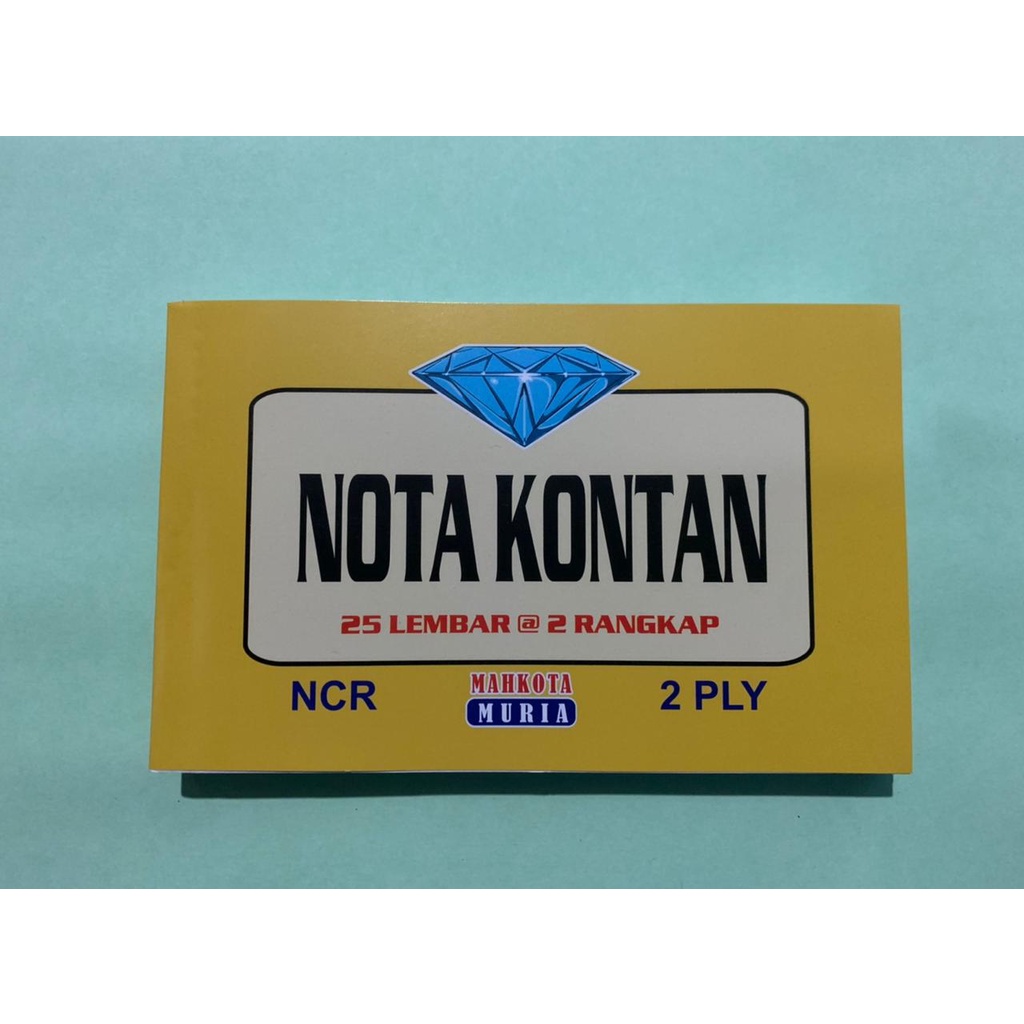 NOTA KONTAN
25 LEMBAR @ 2 RANGKAP
NCR
MAHKOTA
MURIA
2 PLY